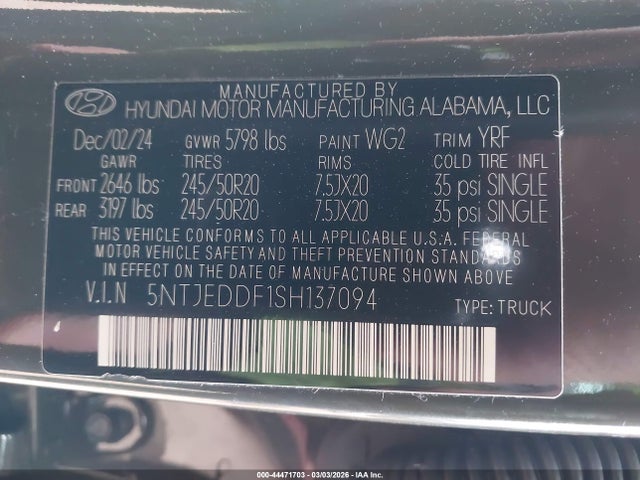 MANUFACTURED BY
HYUNDAI MOTOR MANUFACTURING ALABAMA, LLC
Dec/02/24 GVWR 5798 lbs PAINT WG2 TRIM YRF
GAWR TIRES RIMS COLD TIRE INFL
FRONT 2646 lbs 245/50R20 7.5JX20 35 psi SINGLE
REAR 3197 lbs 245/50R20 7.5JX20 35 psi SINGLE
THIS VEHICLE CONFORMS TO ALL APPLICABLE U.S.A. FEDERAL
MOTOR VEHICLE SAFETY AND THEFT PREVENTION STANDARDS
IN EFFECT ON THE DATE OF MANUFACTURE SHOWN ABOVE
V.I.N 5NTJEDDF1SH137094 TYPE: TRUCK
000-44471703 - 03/03/2026 - IAA Inc.